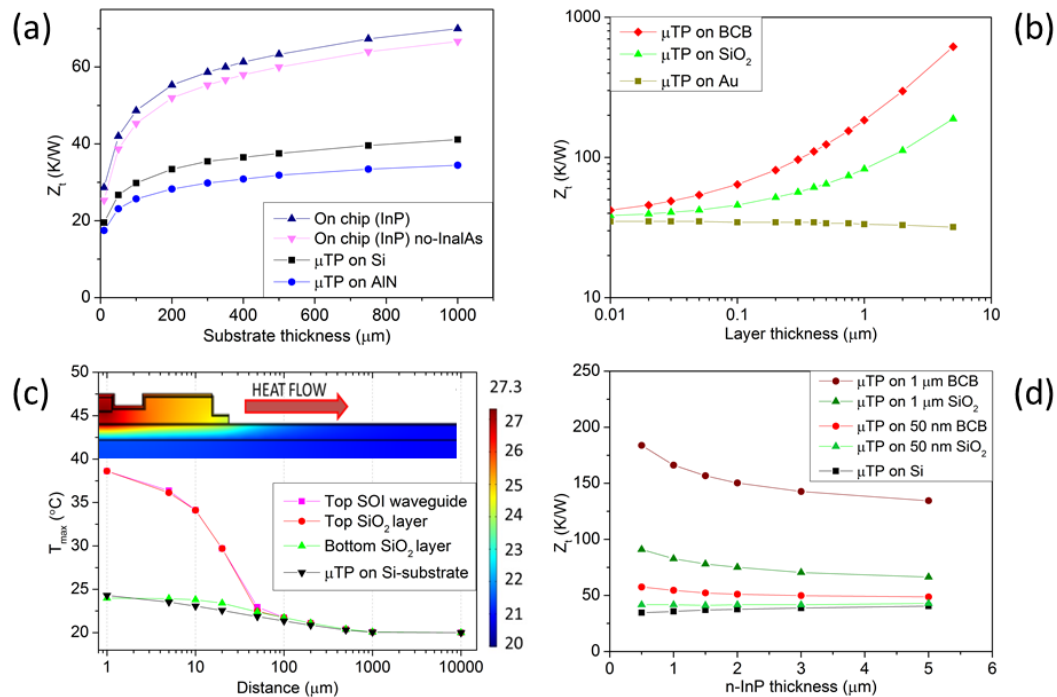 (a)
Zt (K/W)
60
40
20
0
0 200 400 600 800 1000
Substrate thickness (μm)
On chip (InP)
On chip (InP) no-InalAs
μTP on Si
μTP on AlN
(b)
Zt (K/W)
1000
100
10
0.01 0.1 1 10
Layer thickness (μm)
μTP on BCB
μTP on SiO2
μTP on Au
(c)
Tmax (°C)
50
45
40
35
30
25
20
1 10 100 1000 10000
Distance (μm)
HEAT FLOW
Top SOI waveguide
Top SiO2 layer
Bottom SiO2 layer
μTP on Si-substrate
27.3
27
26
25
24
23
22
21
20
(d)
Zt (K/W)
250
200
150
100
50
0
0 1 2 3 4 5 6
n-InP thickness (μm)
μTP on 1 μm BCB
μTP on 1 μm SiO2
μTP on 50 nm BCB
μTP on 50 nm SiO2
μTP on Si